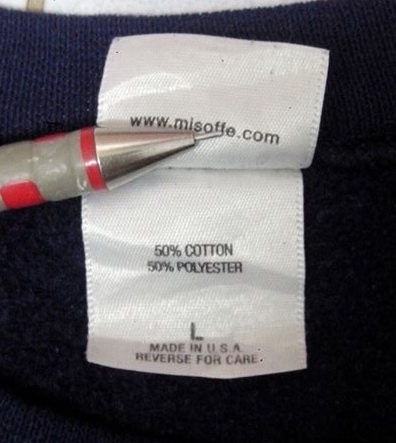 www.misoffe.com
50% COTTON
50% POLYESTER
L
MADE IN U.S.A.
REVERSE FOR CARE.